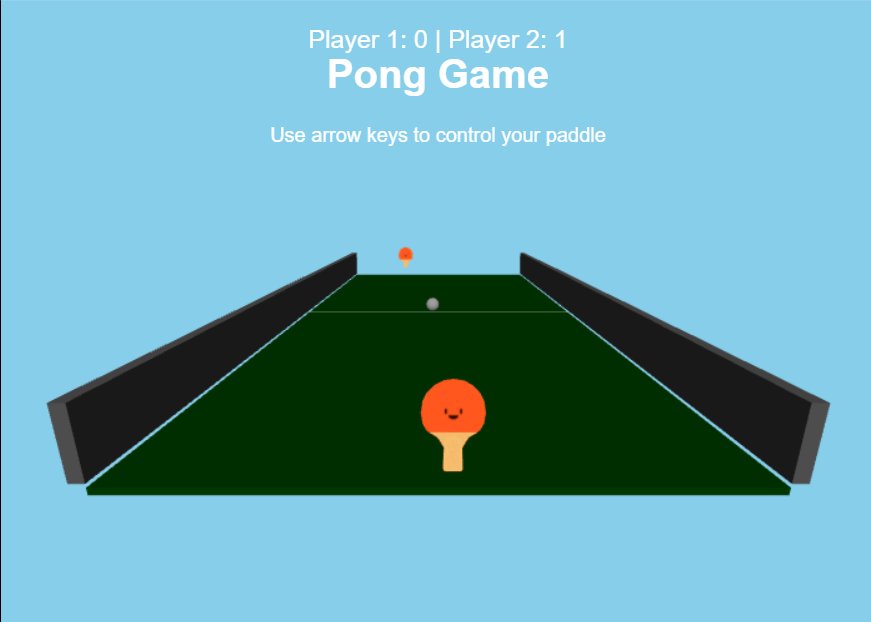 Player 1: 0 | Player 2: 1
Pong Game
Use arrow keys to control your paddle